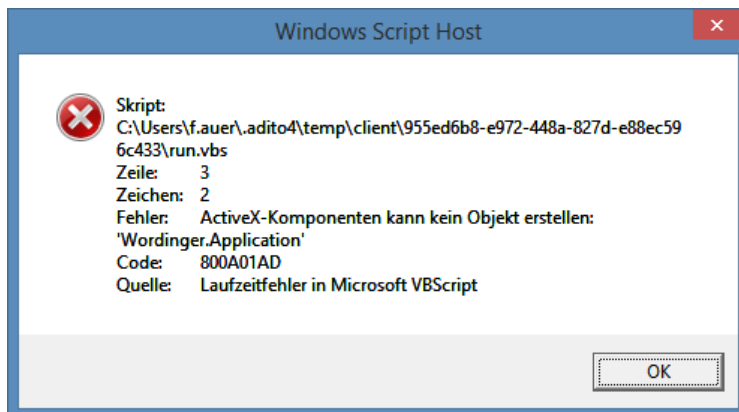 Windows Script Host
Skript:
C:\Users\f.auer\.adito4\temp\client\955ed6b8-e972-448a-827d-e88ec59
6c433\run.vbs
Zeile: 3
Zeichen: 2
Fehler: ActiveX-Komponenten kann kein Objekt erstellen:
'Wordinger.Application'
Code: 800A01AD
Quelle: Laufzeitfehler in Microsoft VBScript
OK